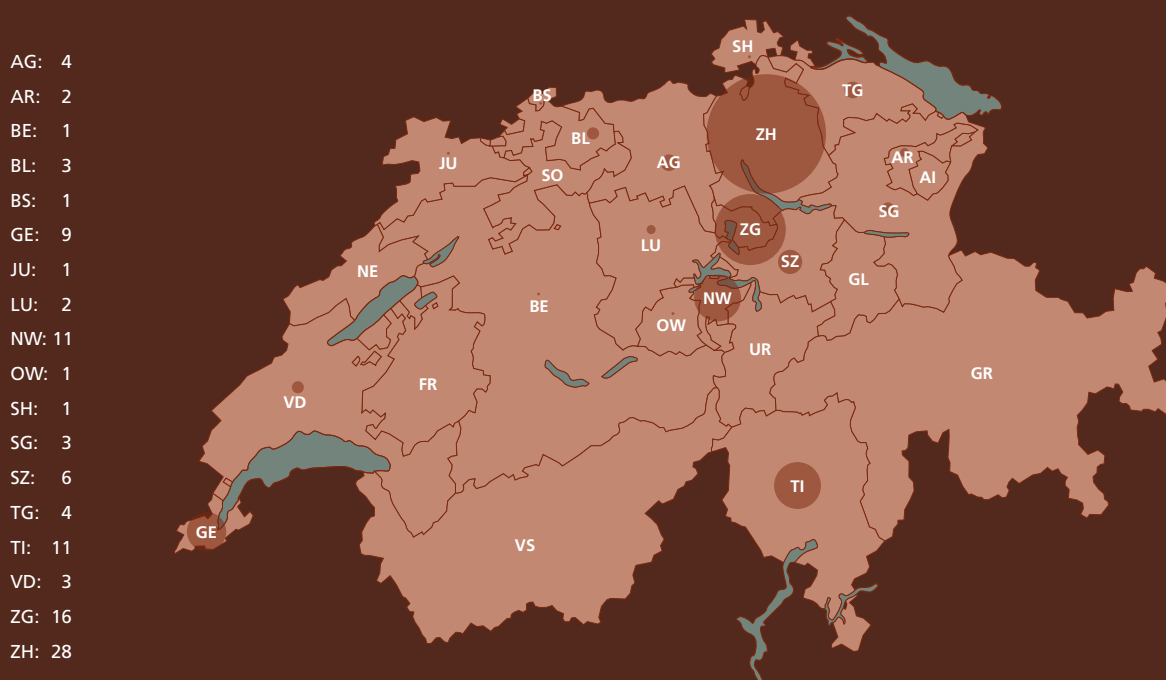 AG: 4
AR: 2
BE: 1
BL: 3
BS: 1
GE: 9
JU: 1
LU: 2
NW: 11
OW: 1
SH: 1
SG: 3
SZ: 6
TG: 4
TI: 11
VD: 3
ZG: 16
ZH: 28
SH
TG
BS
ZH
BL
AR
JU
AG
SO
AI
SG
ZG
LU
SZ
NE
GL
NW
BE
OW
UR
GR
FR
VD
TI
GE
VS